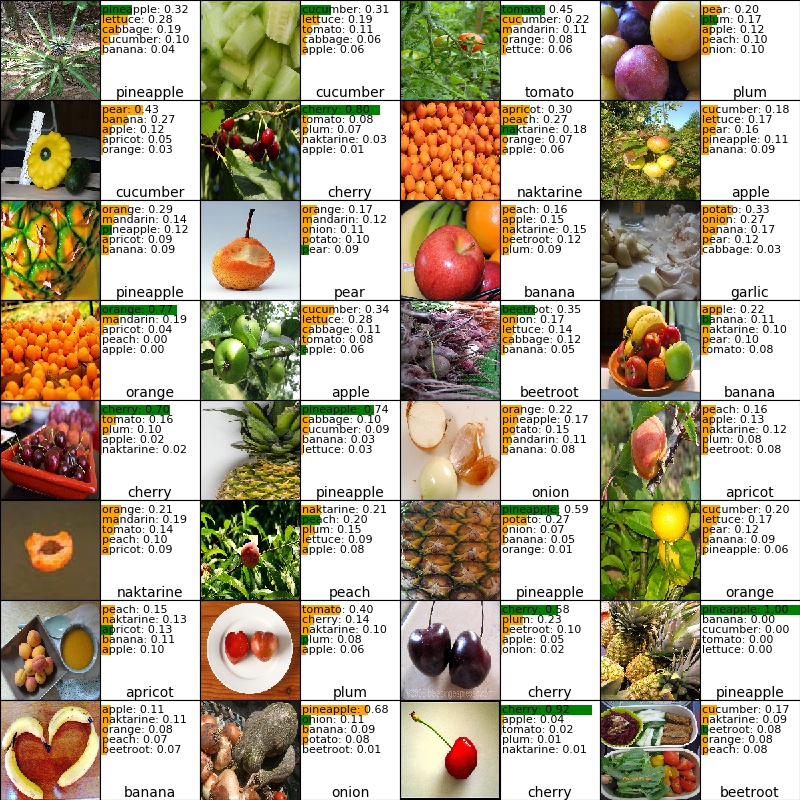 pineapple: 0.32
lettuce: 0.28
cabbage: 0.19
cucumber: 0.10
banana: 0.04
pineapple
cucumber: 0.31
lettuce: 0.19
tomato: 0.11
cabbage: 0.06
apple: 0.06
cucumber
tomato: 0.45
cucumber: 0.22
mandarin: 0.11
orange: 0.08
lettuce: 0.06
tomato
pear: 0.20
plum: 0.17
apple: 0.12
peach: 0.10
onion: 0.10
plum
pear: 0.43
banana: 0.27
apple: 0.12
apricot: 0.05
orange: 0.03
cucumber
cherry: 0.80
tomato: 0.08
plum: 0.07
naktarine: 0.03
apple: 0.01
cherry
apricot: 0.30
peach: 0.27
naktarine: 0.18
orange: 0.07
apple: 0.06
naktarine
cucumber: 0.18
lettuce: 0.17
pear: 0.16
pineapple: 0.11
banana: 0.09
apple
orange: 0.29
mandarin: 0.14
pineapple: 0.12
apricot: 0.09
banana: 0.09
pineapple
orange: 0.17
mandarin: 0.12
onion: 0.11
potato: 0.10
pear: 0.09
pear
peach: 0.16
apple: 0.15
naktarine: 0.15
beetroot: 0.12
plum: 0.09
banana
potato: 0.33
onion: 0.27
banana: 0.17
pear: 0.12
cabbage: 0.03
garlic
orange: 0.77
mandarin: 0.19
apricot: 0.04
peach: 0.00
apple: 0.00
orange
cucumber: 0.34
lettuce: 0.28
cabbage: 0.11
tomato: 0.08
apple: 0.06
apple
beetroot: 0.35
onion: 0.17
lettuce: 0.14
cabbage: 0.12
banana: 0.05
beetroot
apple: 0.22
banana: 0.11
naktarine: 0.10
pear: 0.10
tomato: 0.08
banana
cherry: 0.70
tomato: 0.16
plum: 0.10
apple: 0.02
naktarine: 0.02
cherry
pineapple: 0.74
cabbage: 0.10
cucumber: 0.09
banana: 0.03
lettuce: 0.03
pineapple
orange: 0.22
pineapple: 0.17
potato: 0.15
mandarin: 0.11
banana: 0.08
onion
peach: 0.16
apple: 0.13
naktarine: 0.12
plum: 0.08
beetroot: 0.08
apricot
orange: 0.21
mandarin: 0.19
tomato: 0.14
peach: 0.10
apricot: 0.09
naktarine
naktarine: 0.21
peach: 0.20
plum: 0.15
lettuce: 0.09
apple: 0.08
peach
pineapple: 0.59
potato: 0.27
onion: 0.07
banana: 0.05
orange: 0.01
pineapple
cucumber: 0.20
lettuce: 0.17
pear: 0.12
banana: 0.09
pineapple: 0.06
orange
peach: 0.15
naktarine: 0.13
apricot: 0.13
banana: 0.11
apple: 0.10
apricot
tomato: 0.40
cherry: 0.14
naktarine: 0.10
plum: 0.08
apple: 0.06
plum
cherry: 0.58
plum: 0.23
beetroot: 0.10
apple: 0.05
onion: 0.02
cherry
pineapple: 1.00
banana: 0.00
cucumber: 0.00
tomato: 0.00
lettuce: 0.00
pineapple
apple: 0.11
naktarine: 0.11
orange: 0.08
peach: 0.07
beetroot: 0.07
banana
pineapple: 0.68
onion: 0.11
banana: 0.09
potato: 0.08
beetroot: 0.01
onion
cherry: 0.92
apple: 0.04
tomato: 0.02
plum: 0.01
naktarine: 0.01
cherry
cucumber: 0.17
naktarine: 0.09
beetroot: 0.08
orange: 0.08
peach: 0.08
beetroot